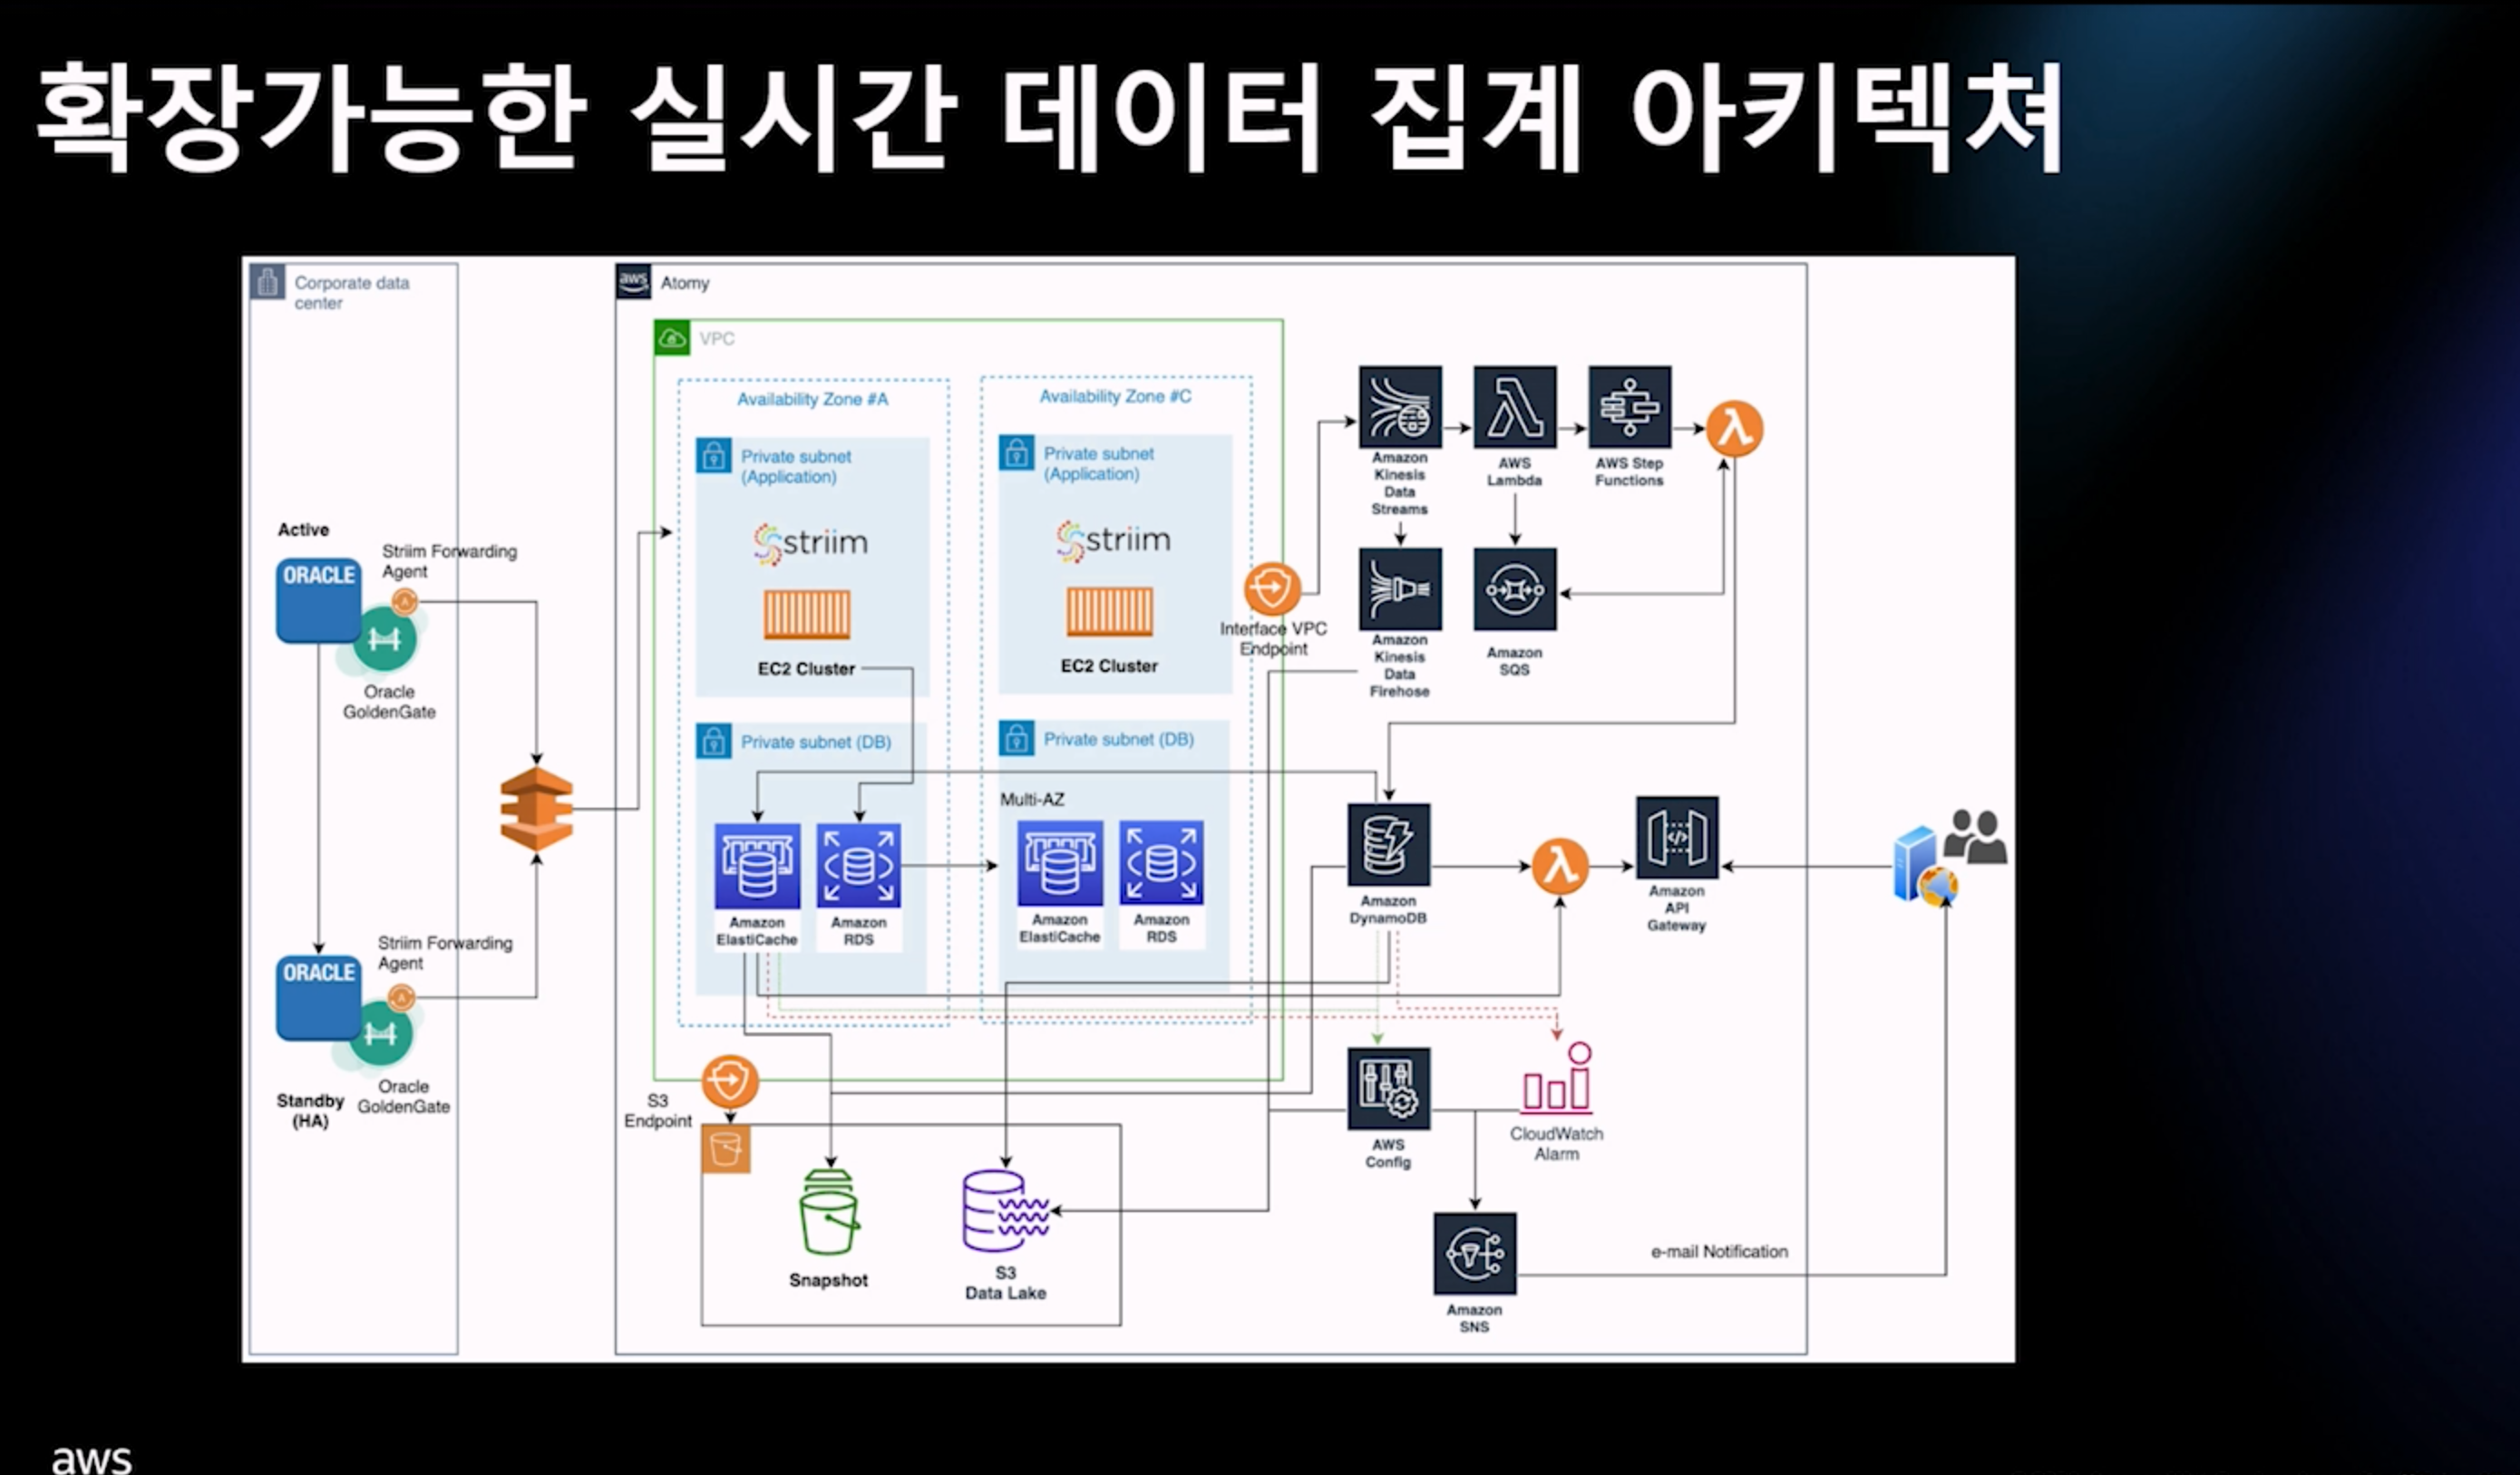 확장가능한 실시간 데이터 집계 아키텍쳐
Corporate data
center
aws
Atomy
VPC
Availability Zone #A
Availability Zone #C
Private subnet
(Application)
Private subnet
(Application)
striim
striim
EC2 Cluster
EC2 Cluster
Private subnet (DB)
Private subnet (DB)
Multi-AZ
Amazon
ElastiCache
Amazon
RDS
Amazon
ElastiCache
Amazon
RDS
Active
ORACLE
Striim Forwarding
Agent
A
Oracle
GoldenGate
ORACLE
Striim Forwarding
Agent
A
Oracle
GoldenGate
Standby
(HA)
Interface VPC
Endpoint
Amazon
Kinesis
Data
Streams
AWS
Lambda
AWS Step
Functions
Amazon
Kinesis
Data
Firehose
Amazon
SQS
Amazon
DynamoDB
Amazon
API
Gateway
S3
Endpoint
Snapshot
S3
Data Lake
AWS
Config
CloudWatch
Alarm
Amazon
SNS
e-mail Notification
aws